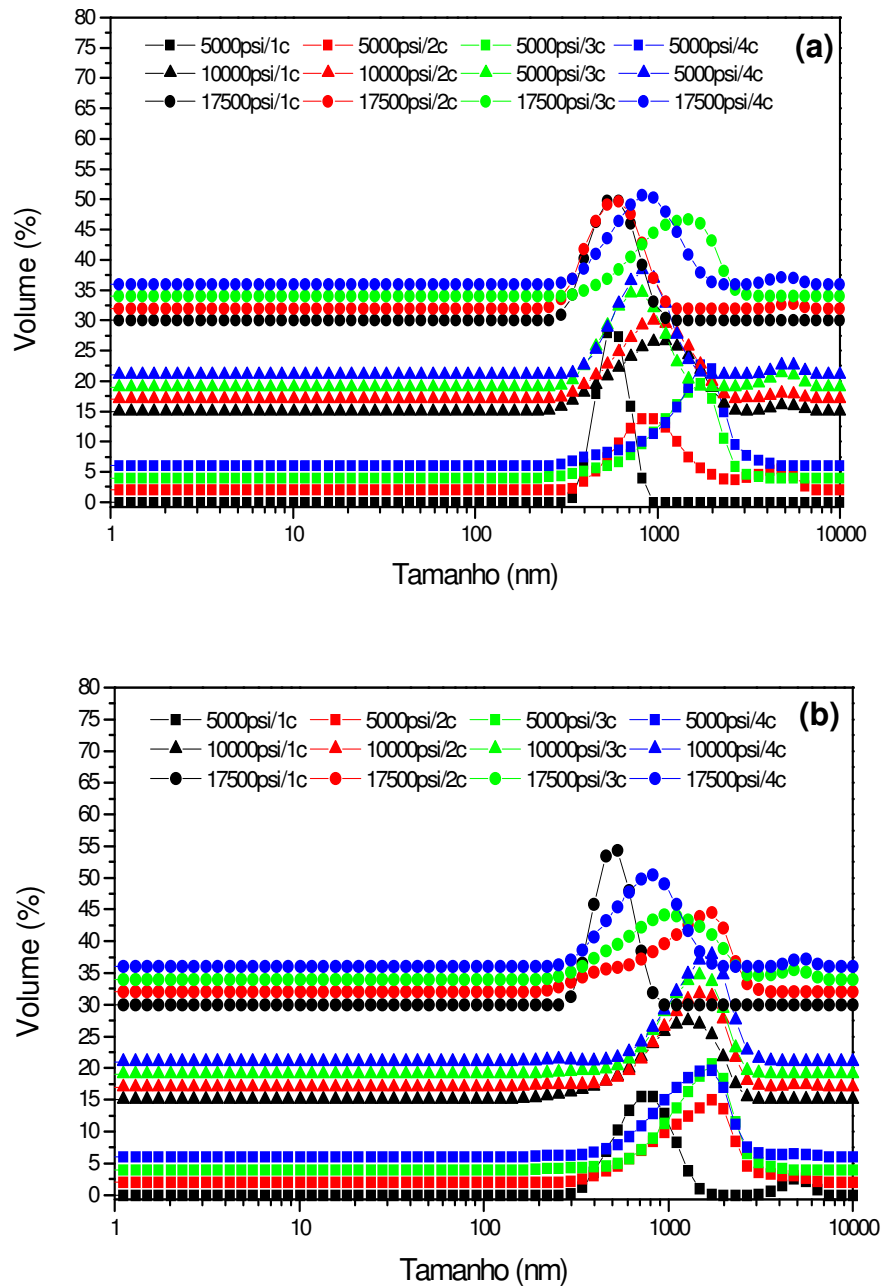 80
75
70
65
60
55
50
45
40
35
30
25
20
15
10
5
0
Volume (%)
5000psi/1c 5000psi/2c 5000psi/3c 5000psi/4c
10000psi/1c 10000psi/2c 5000psi/3c 5000psi/4c
17500psi/1c 17500psi/2c 17500psi/3c 17500psi/4c
(a)
1 10 100 1000 10000
Tamanho (nm)
80
75
70
65
60
55
50
45
40
35
30
25
20
15
10
5
0
Volume (%)
5000psi/1c 5000psi/2c 5000psi/3c 5000psi/4c
10000psi/1c 10000psi/2c 10000psi/3c 10000psi/4c
17500psi/1c 17500psi/2c 17500psi/3c 17500psi/4c
(b)
1 10 100 1000 10000
Tamanho (nm)